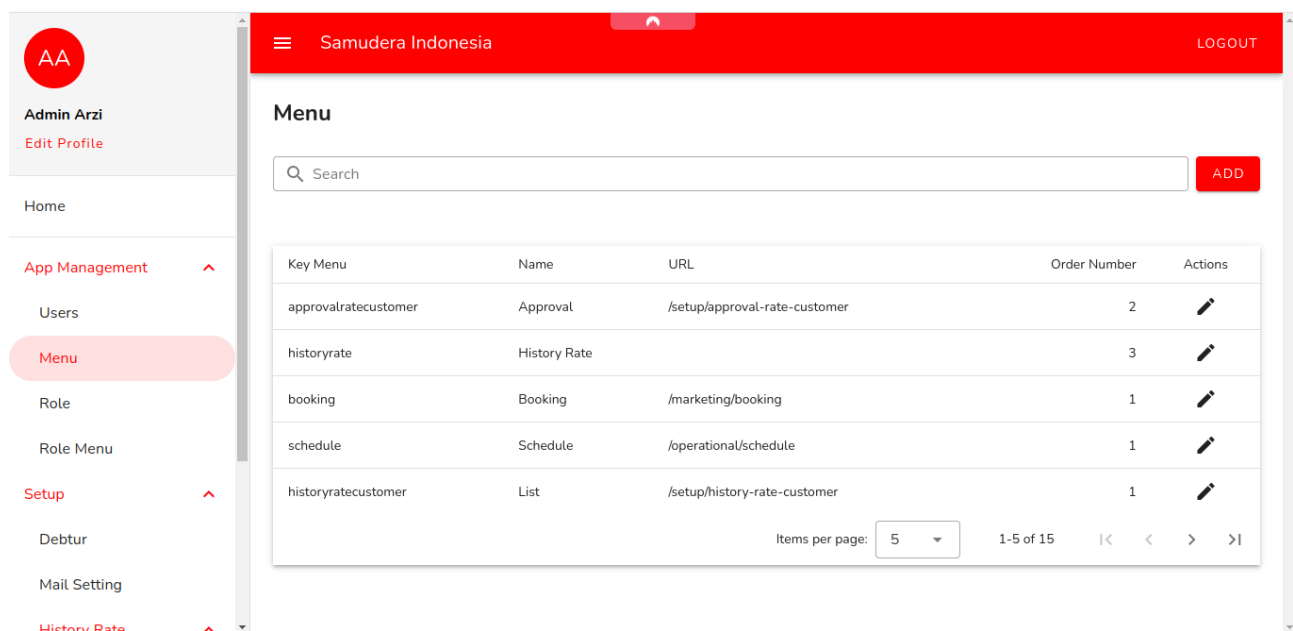 AA
Admin Arzi
Edit Profile
Home
App Management
Users
Menu
Role
Role Menu
Setup
Debtur
Mail Setting
History Rate
Samudera Indonesia
LOGOUT
Menu
Search
ADD
Key Menu Name URL Order Number Actions
approvalratecustomer Approval /setup/approval-rate-customer 2
historyrate History Rate 3
booking Booking /marketing/booking 1
schedule Schedule /operational/schedule 1
historyratecustomer List /setup/history-rate-customer 1
Items per page: 5 1-5 of 15